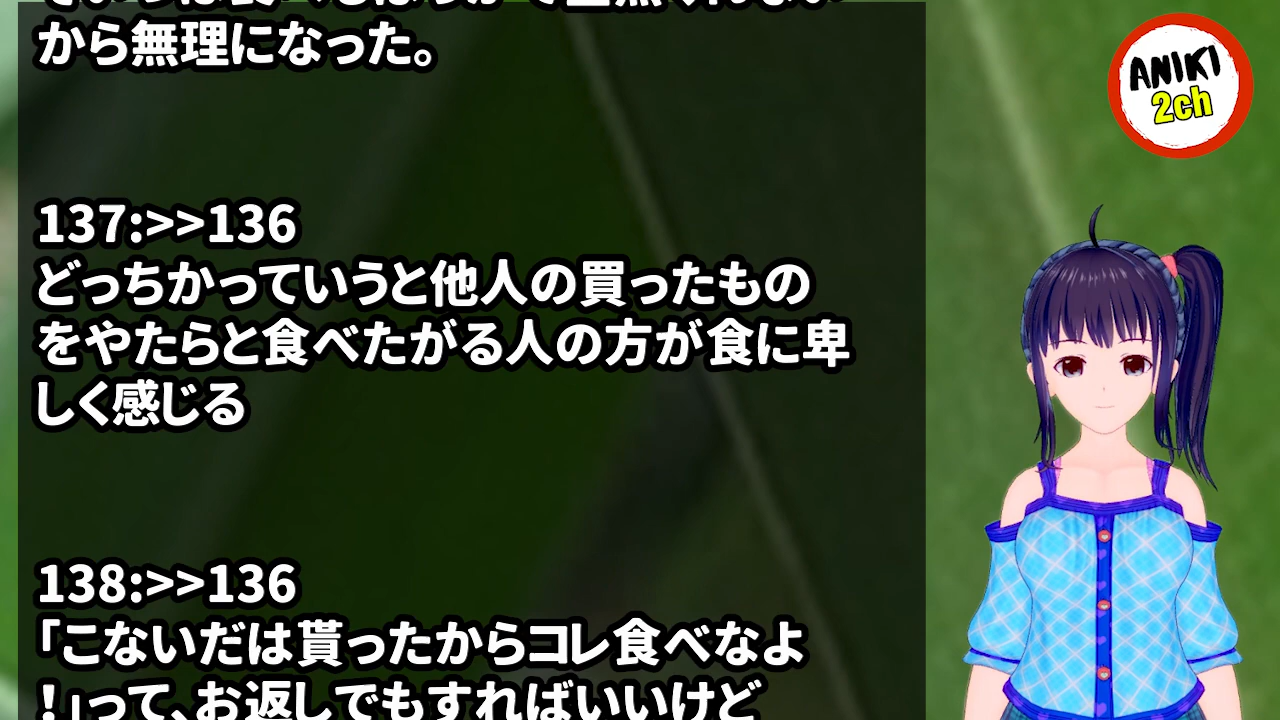 から無理になった。
137:>>136
どっちかっていうと他人の買ったもの
をやたらと食べたがる人の方が食に卑
しく感じる
138:>>136
「こないだは貰ったからコレ食べなよ
！」って、お返しでもすればいいけど
ANIKI
2ch